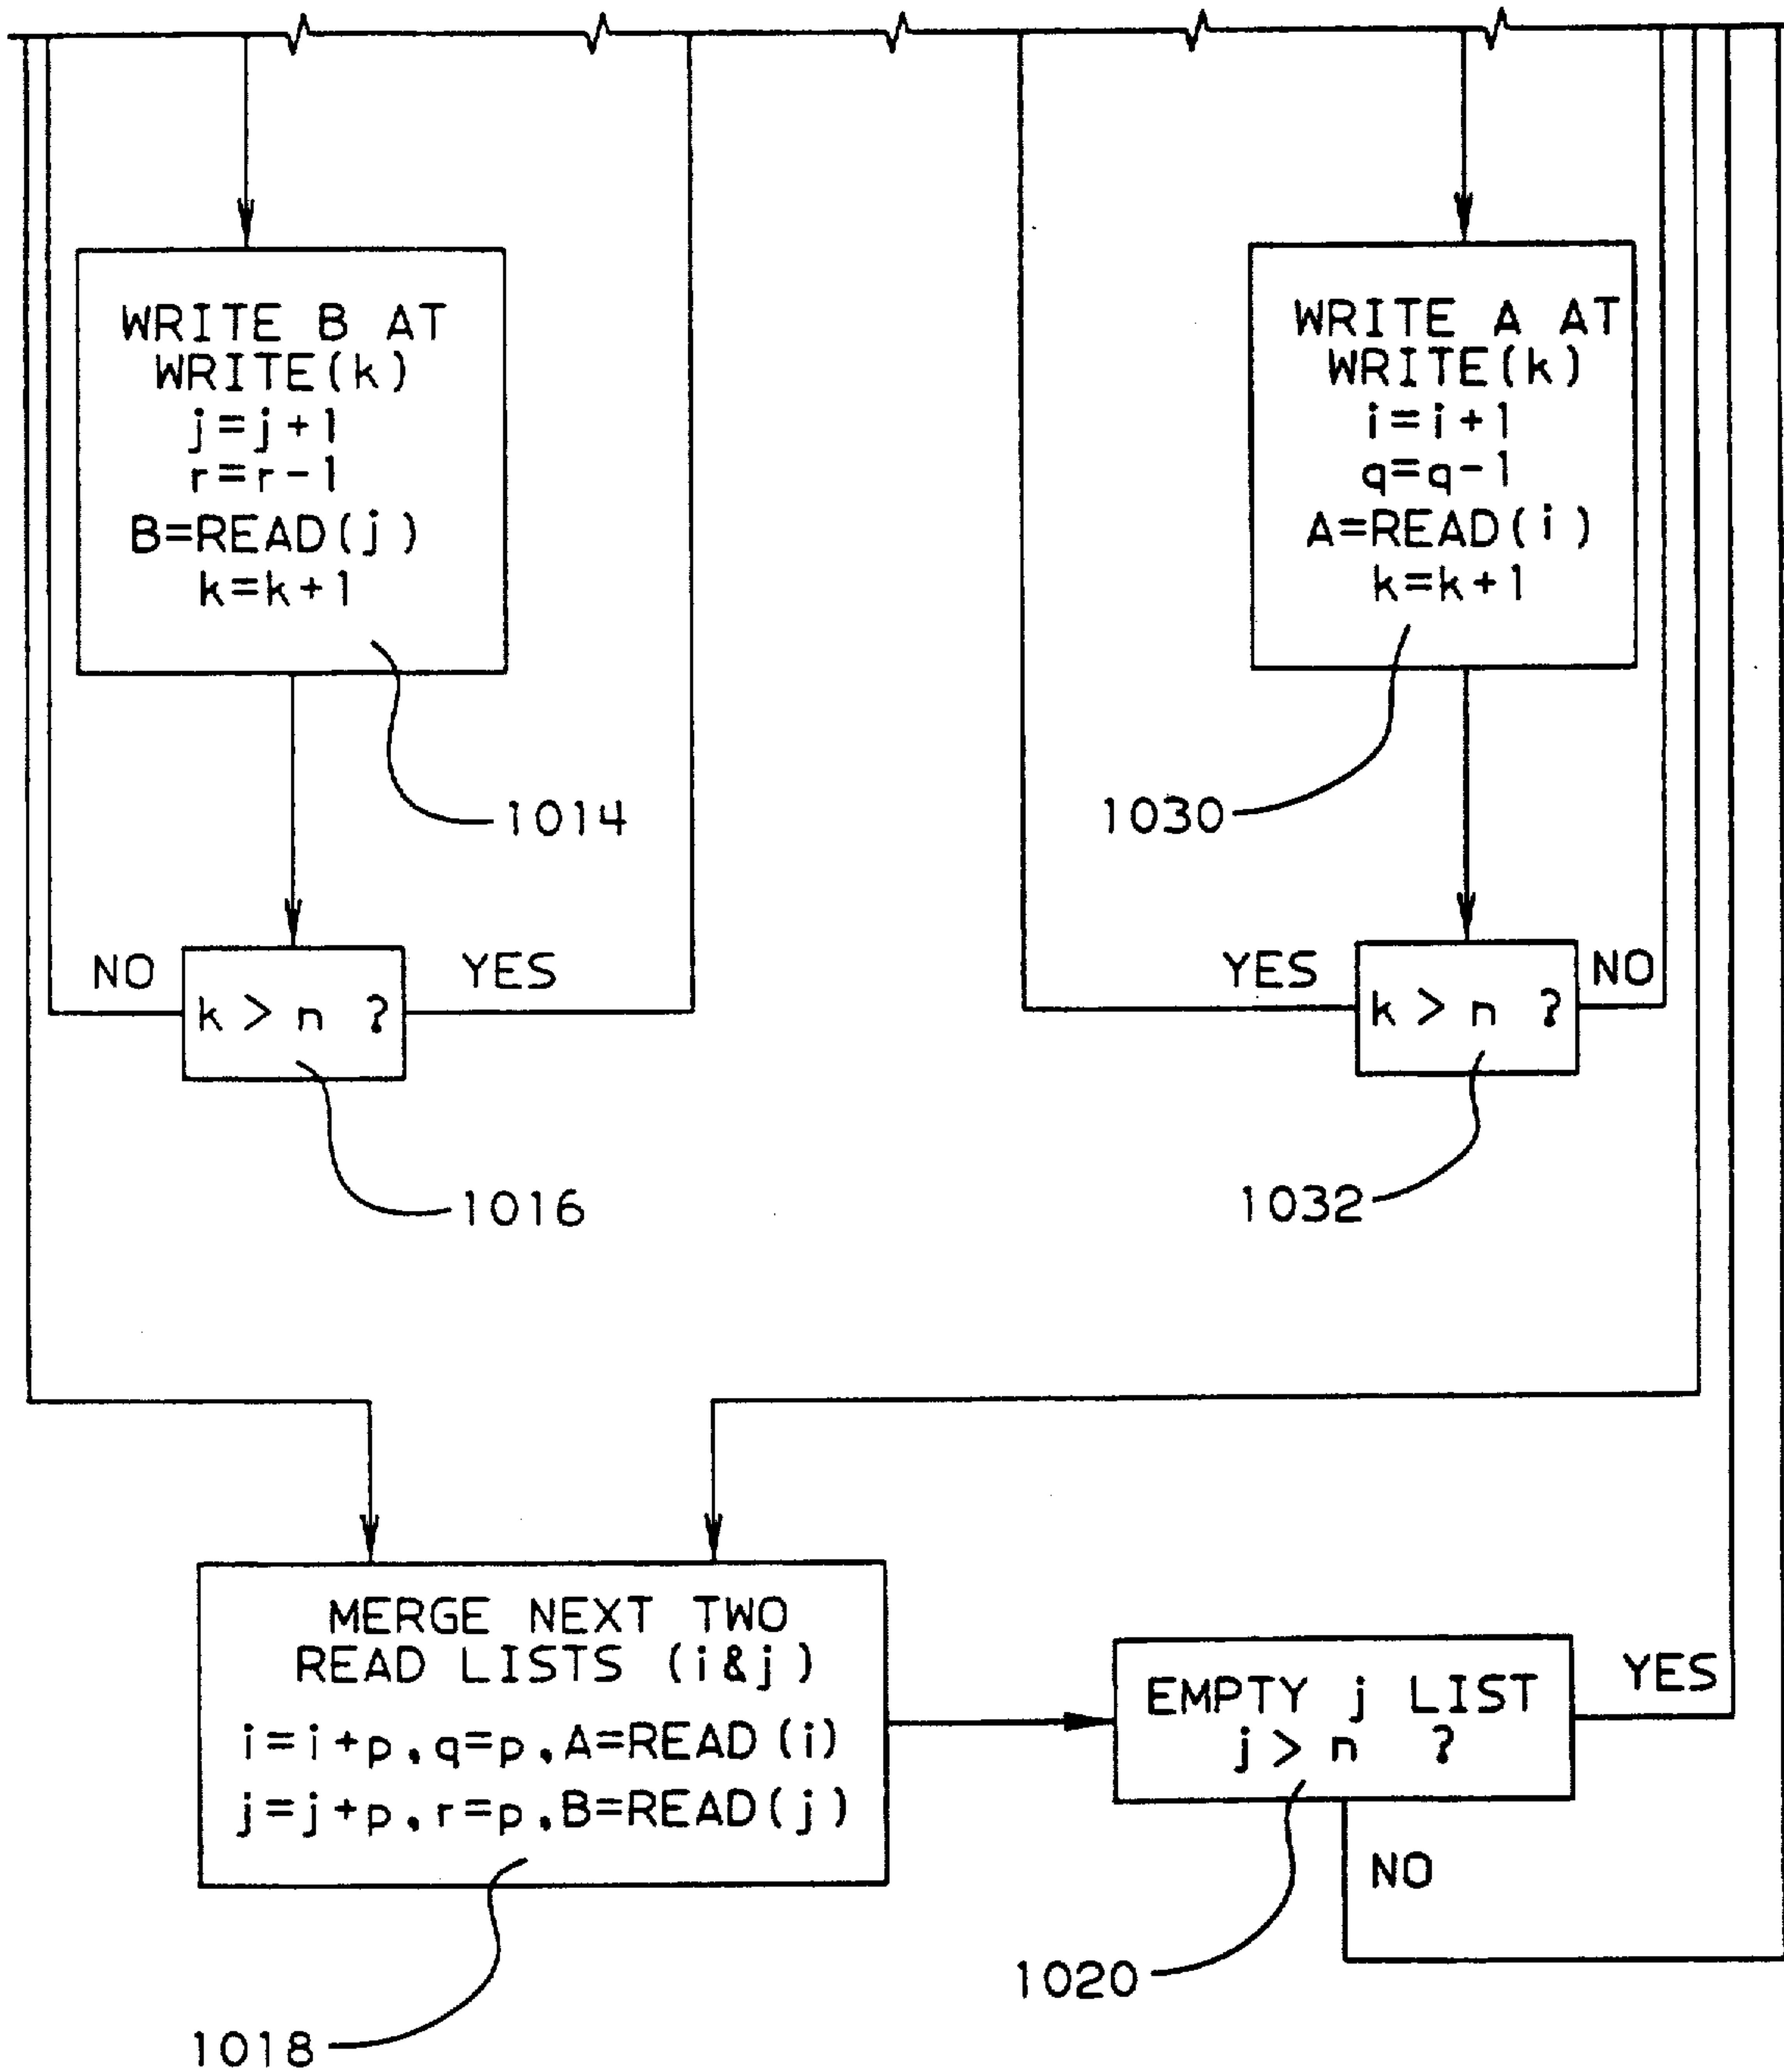 WRITE B AT
WRITE(k)
j=j+1
r=r-1
B=READ(j)
k=k+1
1014
WRITE A AT
WRITE(k)
i=i+1
q=q-1
A=READ(i)
k=k+1
1030
NO
k > n ?
YES
1016
YES
k > n ?
NO
1032
MERGE NEXT TWO
READ LISTS (i&j)
i=i+p,q=p,A=READ(i)
j=j+p,r=p,B=READ(j)
1018
EMPTY j LIST
j > n ?
YES
NO
1020